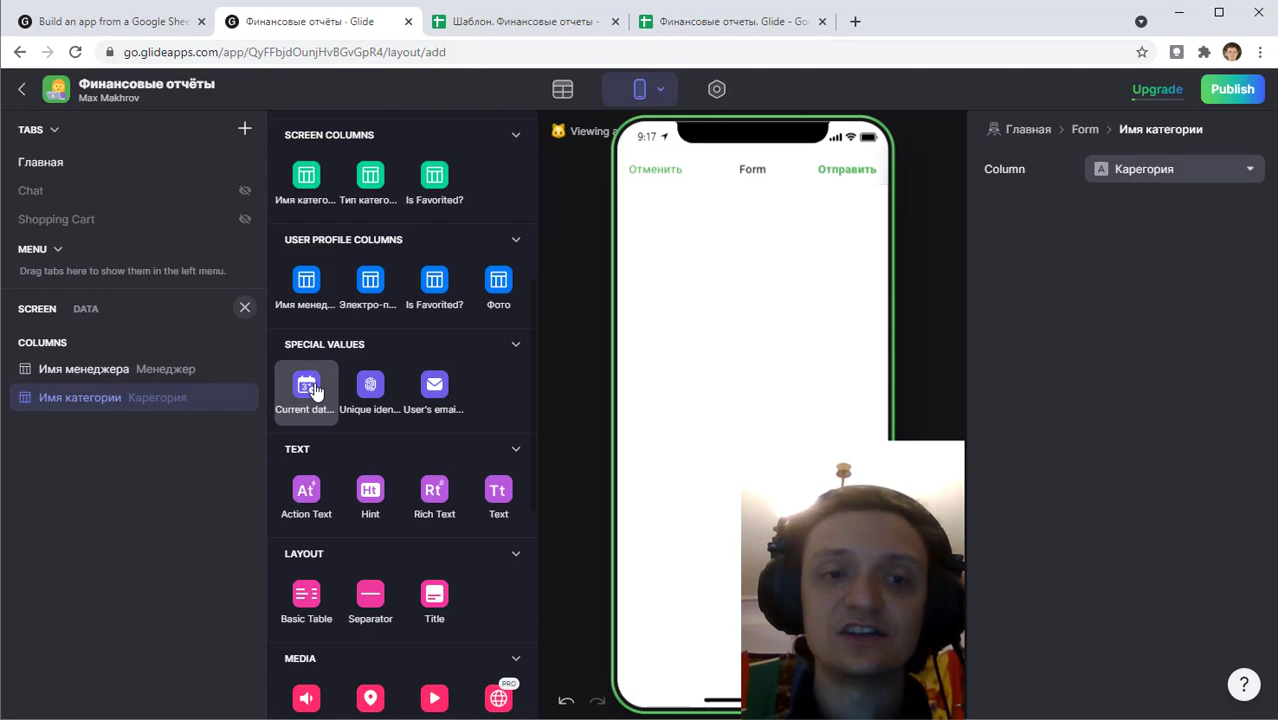 Build an app from a Google She
Финансовые отчёты · Glide
Шаблон. Финансовые отчеты -
Финансовые отчеты. Glide - Go
go.glideapps.com/app/QyFFbjdOunjHvBGvGpR4/layout/add
Финансовые отчёты
Max Makhrov
Upgrade
Publish
TABS
Главная
Chat
Shopping Cart
MENU
Drag tabs here to show them in the left menu.
SCREEN
DATA
COLUMNS
Имя менеджера Менеджер
Имя категории Карегория
SCREEN COLUMNS
Имя катего...
Тип катего...
Is Favorited?
USER PROFILE COLUMNS
Имя менед...
Электро-п...
Is Favorited?
Фото
SPECIAL VALUES
Current dat...
Unique iden...
User's emai...
TEXT
At
Ht
Rt
Tt
Action Text
Hint
Rich Text
Text
LAYOUT
Basic Table
Separator
Title
MEDIA
PRO
Viewing a
9:17
Отменить
Form
Отправить
Главная
Form
Имя категории
Column
A
Карегория
?